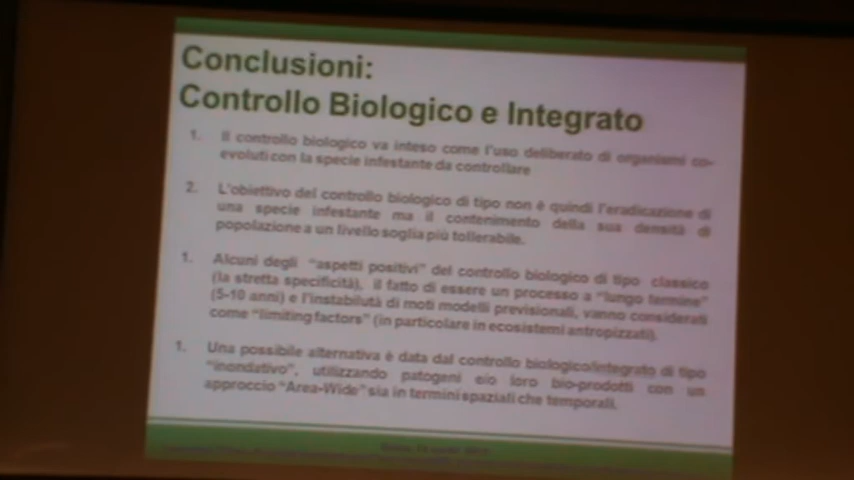 Conclusioni:
Controllo Biologico e Integrato
1. Il controllo biologico va inteso come l'uso deliberato di organismi co-
evoluti con la specie infestante da controllare
2. L'obiettivo del controllo biologico di tipo non è quindi l'eradicazione di
una specie infestante ma il contenimento della sua densità di
popolazione a un livello soglia più tollerabile.
1. Alcuni degli "aspetti positivi" del controllo biologico di tipo classico
(la stretta specificità), il fatto di essere un processo a "lungo termine"
(5-10 anni) e l'instabilità di moti modelli previsionali, vanno considerati
come "limiting factors" (in particolare in ecosistemi antropizzati).
1. Una possibile alternativa è data dal controllo biologico/integrato di tipo
"inondativo", utilizzando patogeni e/o loro bio-prodotti con un
approccio "Area-Wide" sia in termini spaziali che temporali.